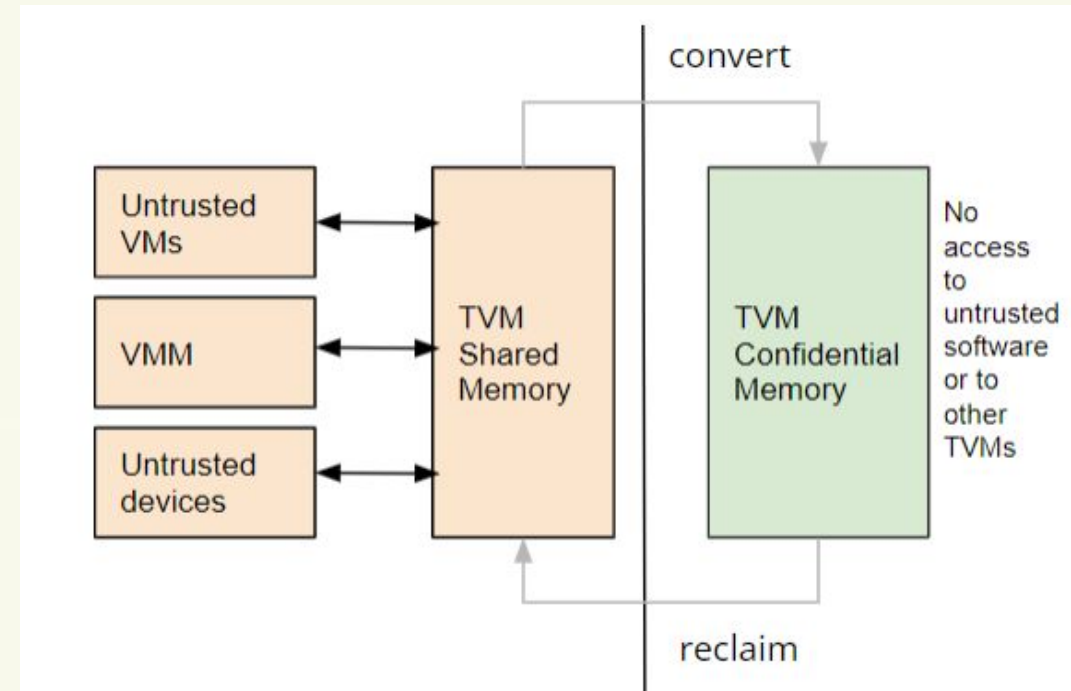 convert
Untrusted
VMs
VMM
Untrusted
devices
TVM
Shared
Memory
TVM
Confidential
Memory
No
access
to
untrusted
software
or to
other
TVMs
reclaim